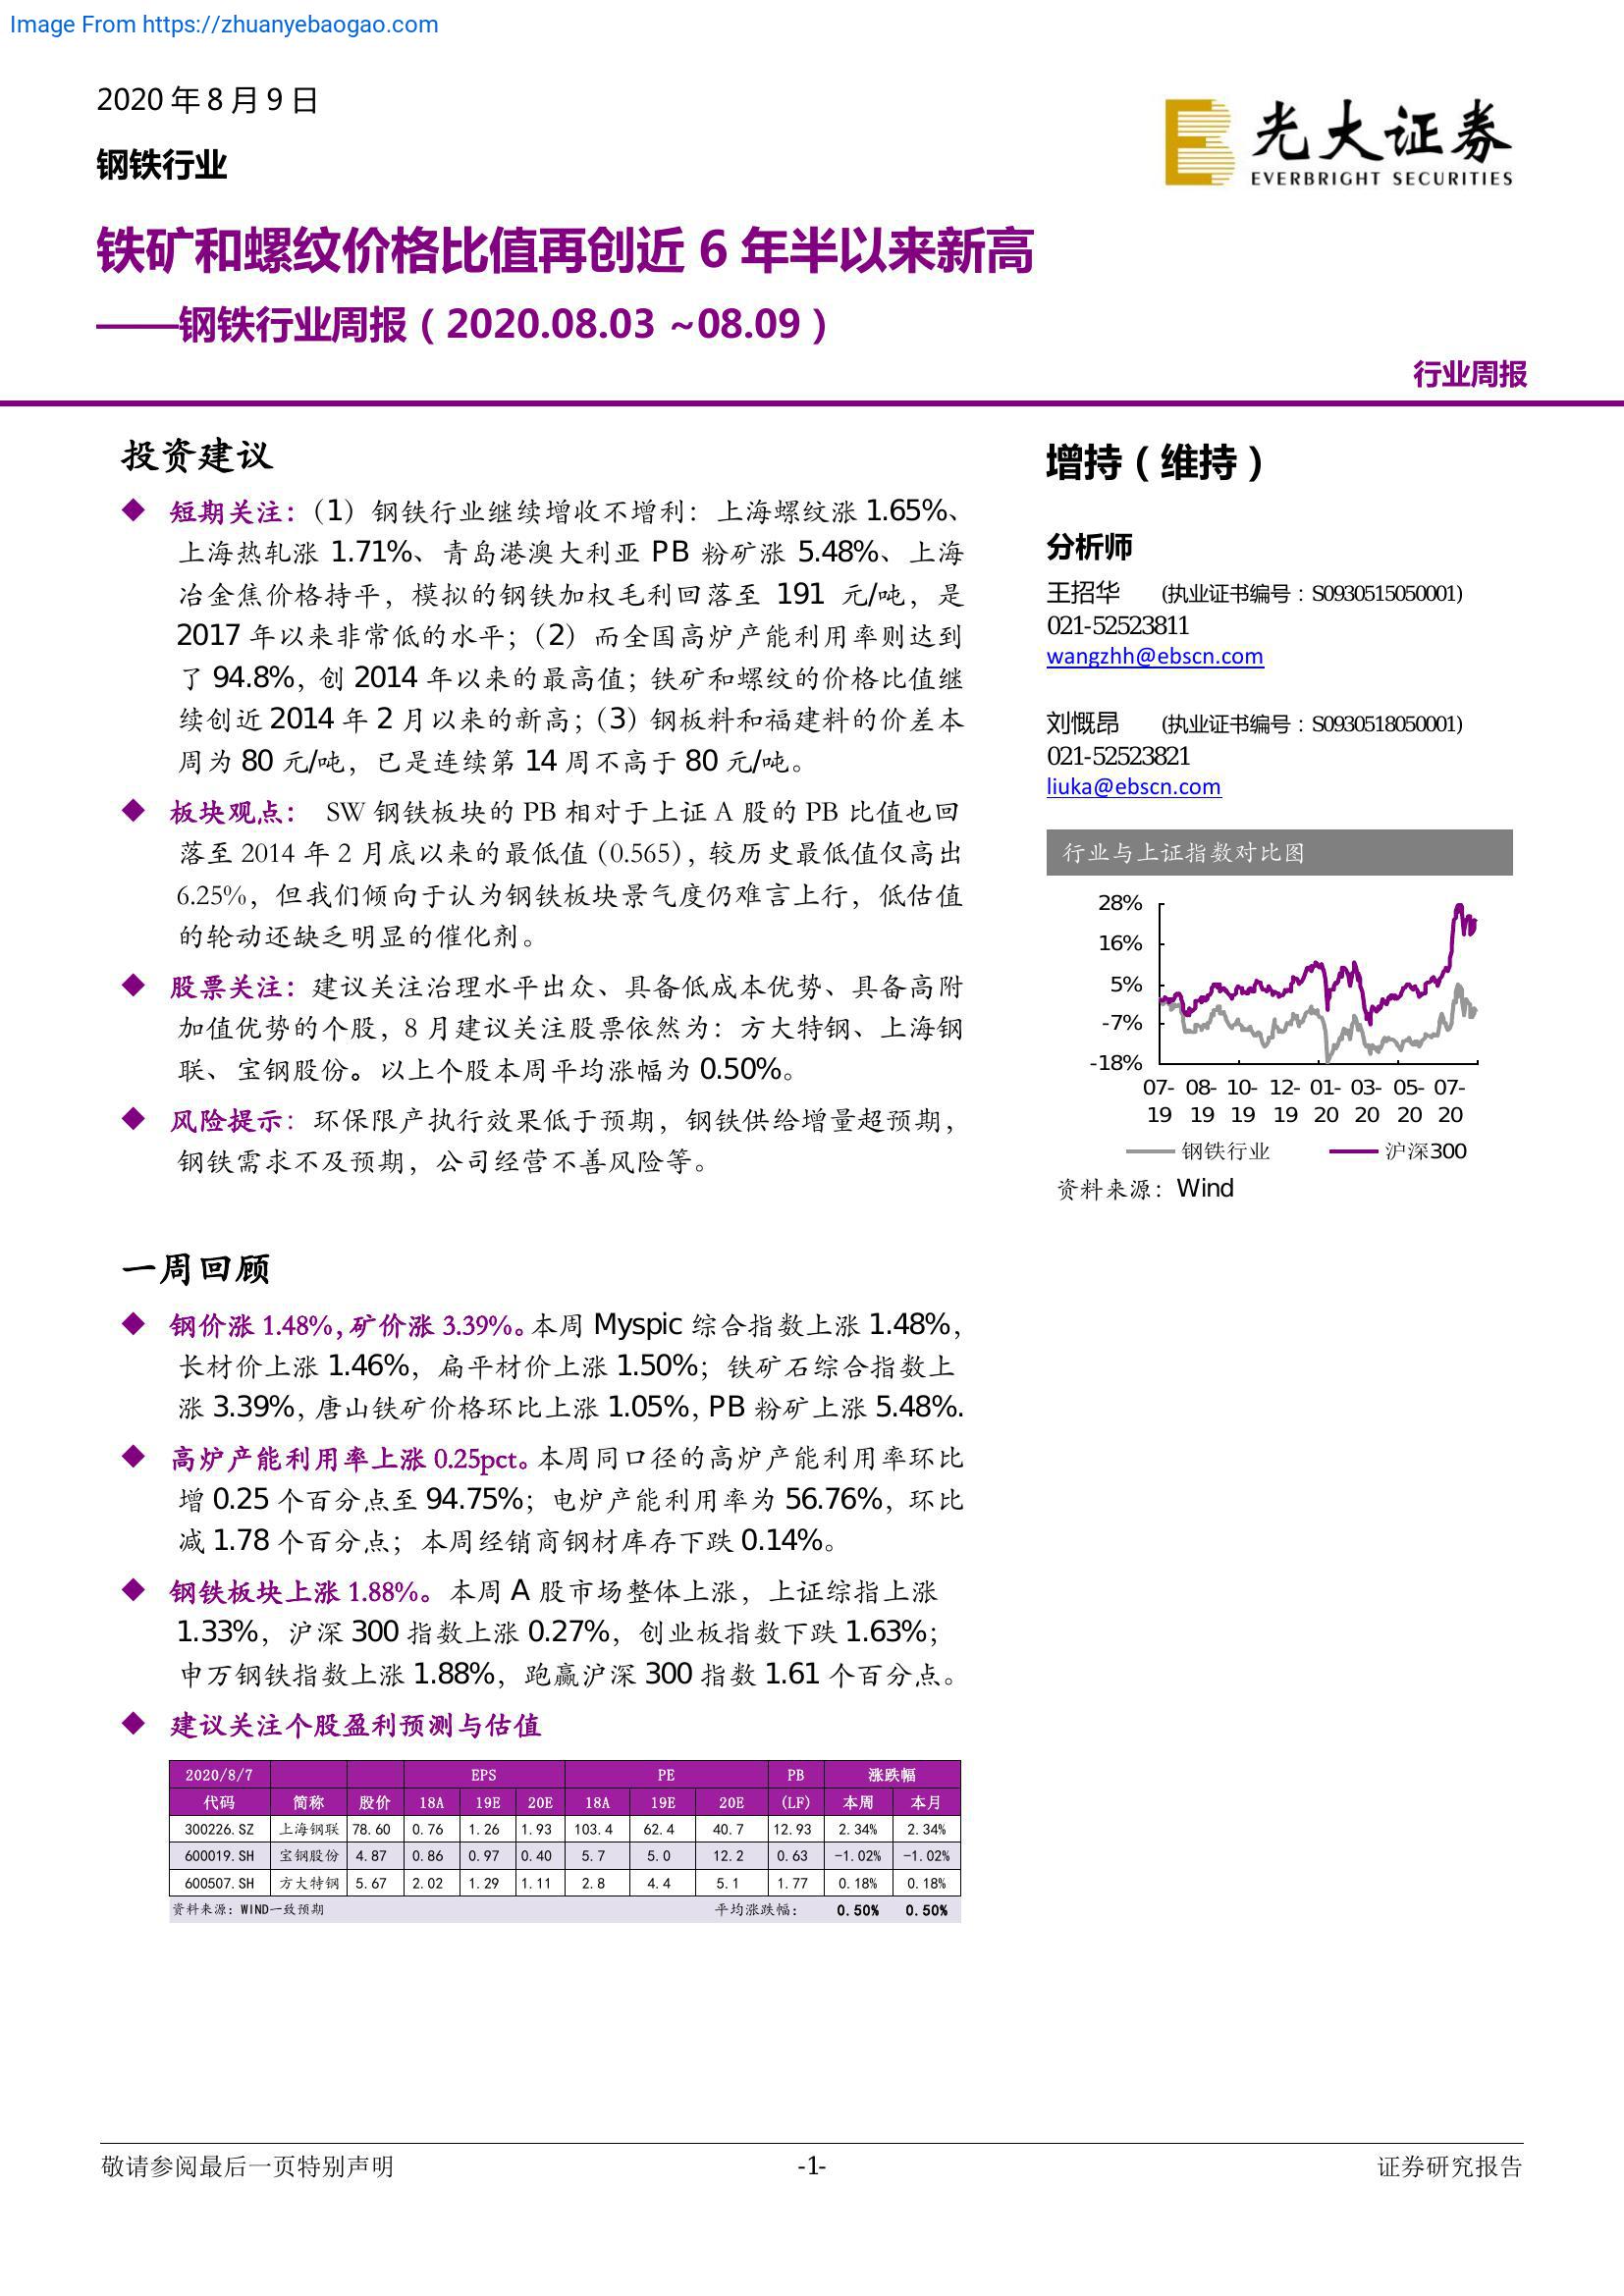 Image From https://zhuanyebaogao.com
2020 年 8 月 9 日
钢铁行业
光大证券
EVERBRIGHT SECURITIES
铁矿和螺纹价格比值再创近 6 年半以来新高
——钢铁行业周报（2020.08.03 ~08.09）
行业周报
投资建议
◆ 短期关注：（1）钢铁行业继续增收不增利：上海螺纹涨 1.65%、
上海热轧涨 1.71%、青岛港澳大利亚 PB 粉矿涨 5.48%、上海
冶金焦价格持平，模拟的钢铁加权毛利回落至 191 元/吨，是
2017 年以来非常低的水平；（2）而全国高炉产能利用率则达到
了 94.8%，创 2014 年以来的最高值；铁矿和螺纹的价格比值继
续创近 2014 年 2 月以来的新高；（3）钢板料和福建料的价差本
周为 80 元/吨，已是连续第 14 周不高于 80 元/吨。
◆ 板块观点： SW 钢铁板块的 PB 相对于上证 A 股的 PB 比值也回
落至 2014 年 2 月底以来的最低值（0.565），较历史最低值仅高出
6.25%，但我们倾向于认为钢铁板块景气度仍难言上行，低估值
的轮动还缺乏明显的催化剂。
◆ 股票关注：建议关注治理水平出众、具备低成本优势、具备高附
加值优势的个股，8 月建议关注股票依然为：方大特钢、上海钢
联、宝钢股份。以上个股本周平均涨幅为 0.50%。
◆ 风险提示：环保限产执行效果低于预期，钢铁供给增量超预期，
钢铁需求不及预期，公司经营不善风险等。
一周回顾
◆ 钢价涨 1.48%，矿价涨 3.39%。本周 Myspic 综合指数上涨 1.48%，
长材价上涨 1.46%，扁平材价上涨 1.50%；铁矿石综合指数上
涨 3.39%，唐山铁矿价格环比上涨 1.05%，PB 粉矿上涨 5.48%.
◆ 高炉产能利用率上涨 0.25pct。本周同口径的高炉产能利用率环比
增 0.25 个百分点至 94.75%；电炉产能利用率为 56.76%，环比
减 1.78 个百分点；本周经销商钢材库存下跌 0.14%。
◆ 钢铁板块上涨 1.88%。本周 A 股市场整体上涨，上证综指上涨
1.33%，沪深 300 指数上涨 0.27%，创业板指数下跌 1.63%；
申万钢铁指数上涨 1.88%，跑赢沪深 300 指数 1.61 个百分点。
◆ 建议关注个股盈利预测与估值
2020/8/7 EPS PE PB 涨跌幅
代码 简称 股价 18A 19E 20E 18A 19E 20E (LF) 本周 本月
300226.SZ 上海钢联 78.60 0.76 1.26 1.93 103.4 62.4 40.7 12.93 2.34% 2.34%
600019.SH 宝钢股份 4.87 0.86 0.97 0.40 5.7 5.0 12.2 0.63 -1.02% -1.02%
600507.SH 方大特钢 5.67 2.02 1.29 1.11 2.8 4.4 5.1 1.77 0.18% 0.18%
资料来源：WIND一致预期 平均涨跌幅： 0.50% 0.50%
增持（维持）
分析师
王招华 (执业证书编号：S0930515050001)
021-52523811
wangzhh@ebscn.com
刘慨昂 (执业证书编号：S0930518050001)
021-52523821
liuka@ebscn.com
行业与上证指数对比图
28%
16%
5%
-7%
-18%
07- 08- 10- 12- 01- 03- 05- 07-
19 19 19 19 20 20 20 20
钢铁行业 沪深300
资料来源：Wind
敬请参阅最后一页特别声明 -1- 证券研究报告